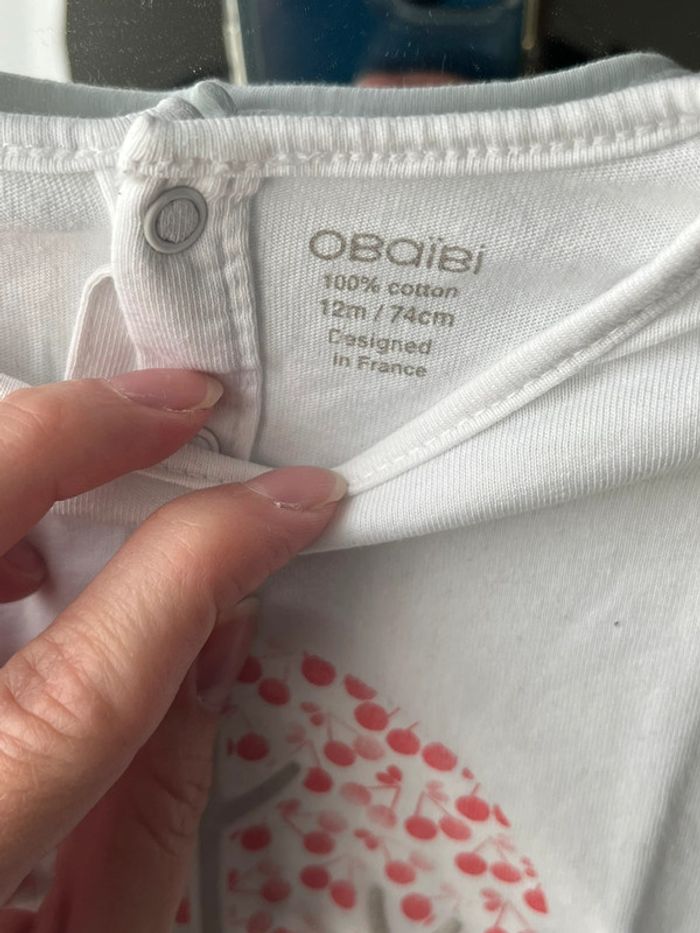 OBaïBi
100% cotton
12m / 74cm
Designed
in France